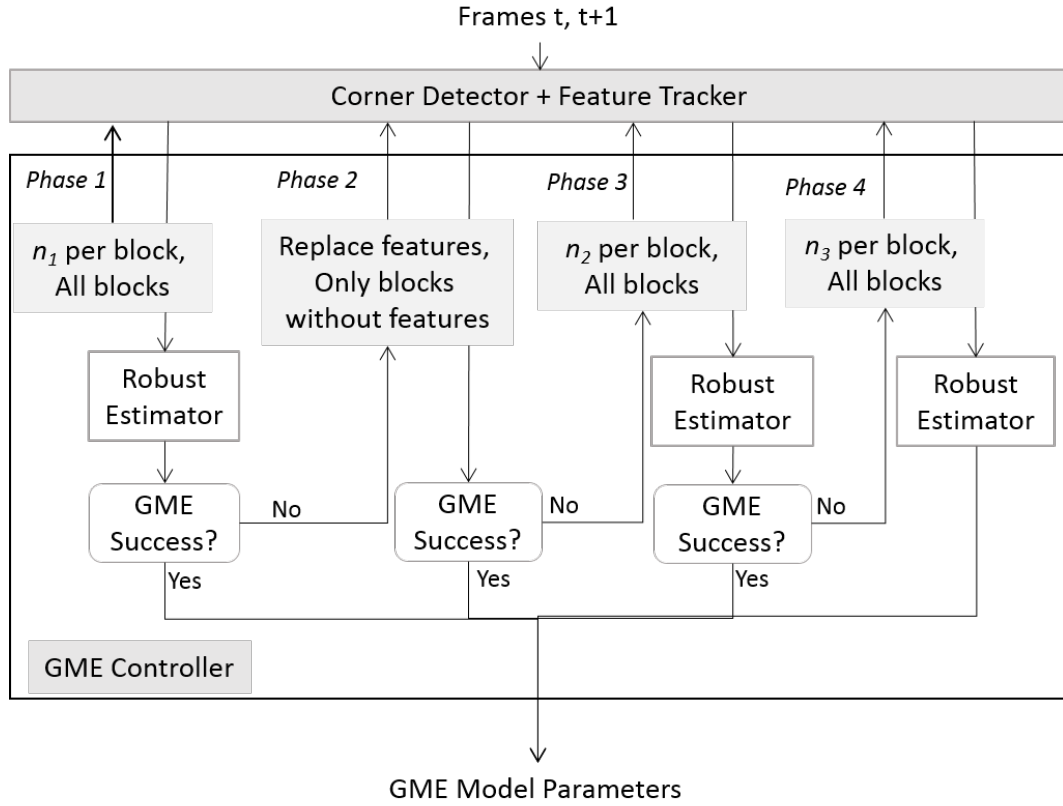 Frames t, t+1
Corner Detector + Feature Tracker
Phase 1
n1 per block,
All blocks
Robust
Estimator
GME
Success?
No
Yes
Phase 2
Replace features,
Only blocks
without features
GME
Success?
No
Yes
Phase 3
n2 per block,
All blocks
Robust
Estimator
GME
Success?
No
Yes
Phase 4
n3 per block,
All blocks
Robust
Estimator
GME Controller
GME Model Parameters